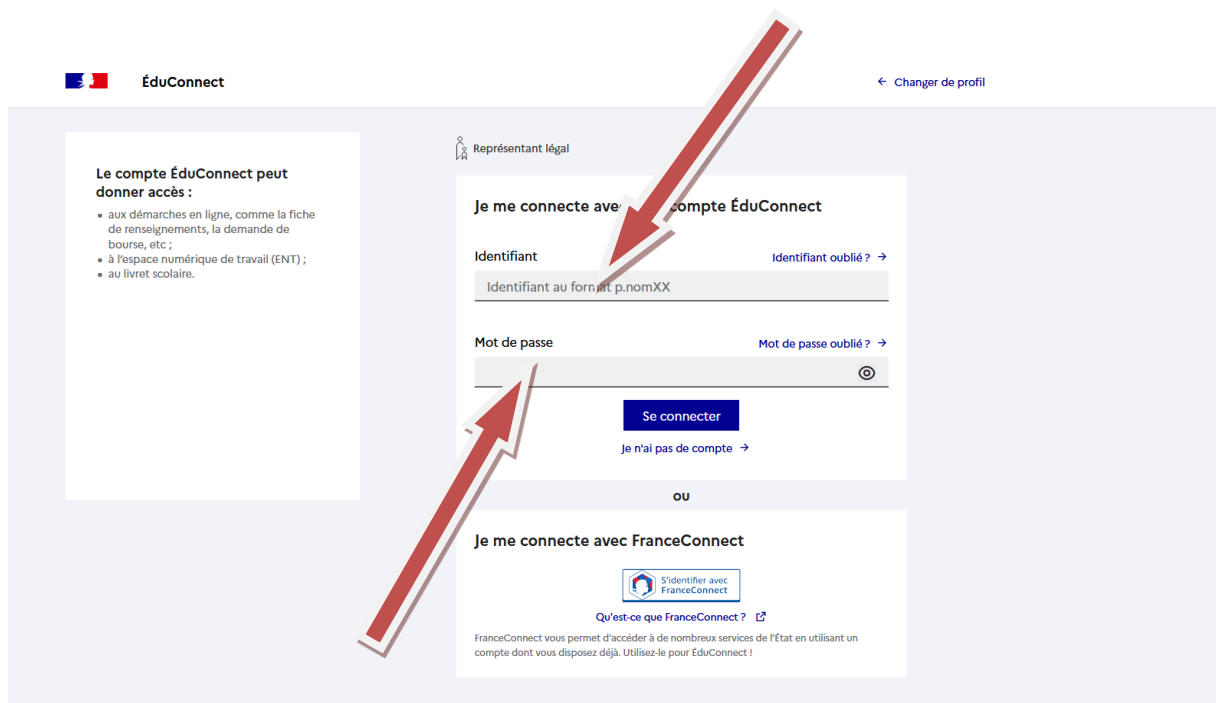 ÉduConnect
← Changer de profil
Le compte ÉduConnect peut
donner accès :
• aux démarches en ligne, comme la fiche
de renseignements, la demande de
bourse, etc ;
• à l'espace numérique de travail (ENT) ;
• au livret scolaire.
Représentant légal
Je me connecte avec compte ÉduConnect
Identifiant
Identifiant oublié ? →
Identifiant au format p.nomXX
Mot de passe
Mot de passe oublié ? →
Se connecter
Je n'ai pas de compte →
OU
Je me connecte avec FranceConnect
S'identifier avec
FranceConnect
Qu'est-ce que FranceConnect ?
FranceConnect vous permet d'accéder à de nombreux services de l'État en utilisant un
compte dont vous disposez déjà. Utilisez-le pour ÉduConnect !